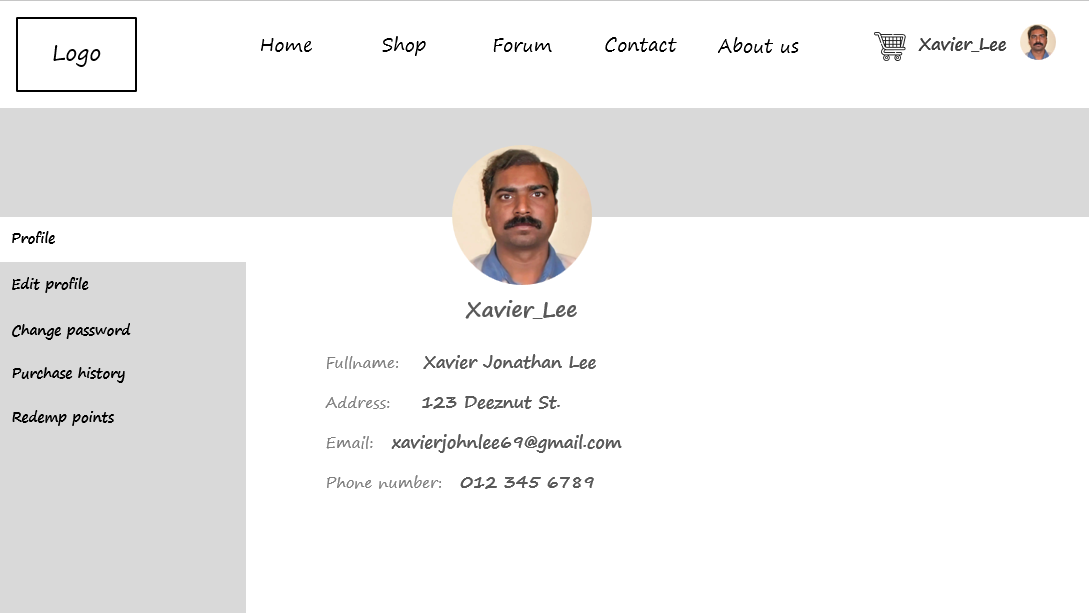 Logo
Home
Shop
Forum
Contact
About us
Xavier_Lee
Profile
Edit profile
Change password
Purchase history
Redemp points
Xavier_Lee
Fullname: Xavier Jonathan Lee
Address: 123 Deeznut St.
Email: xavierjohnlee69@gmail.com
Phone number: 012 345 6789